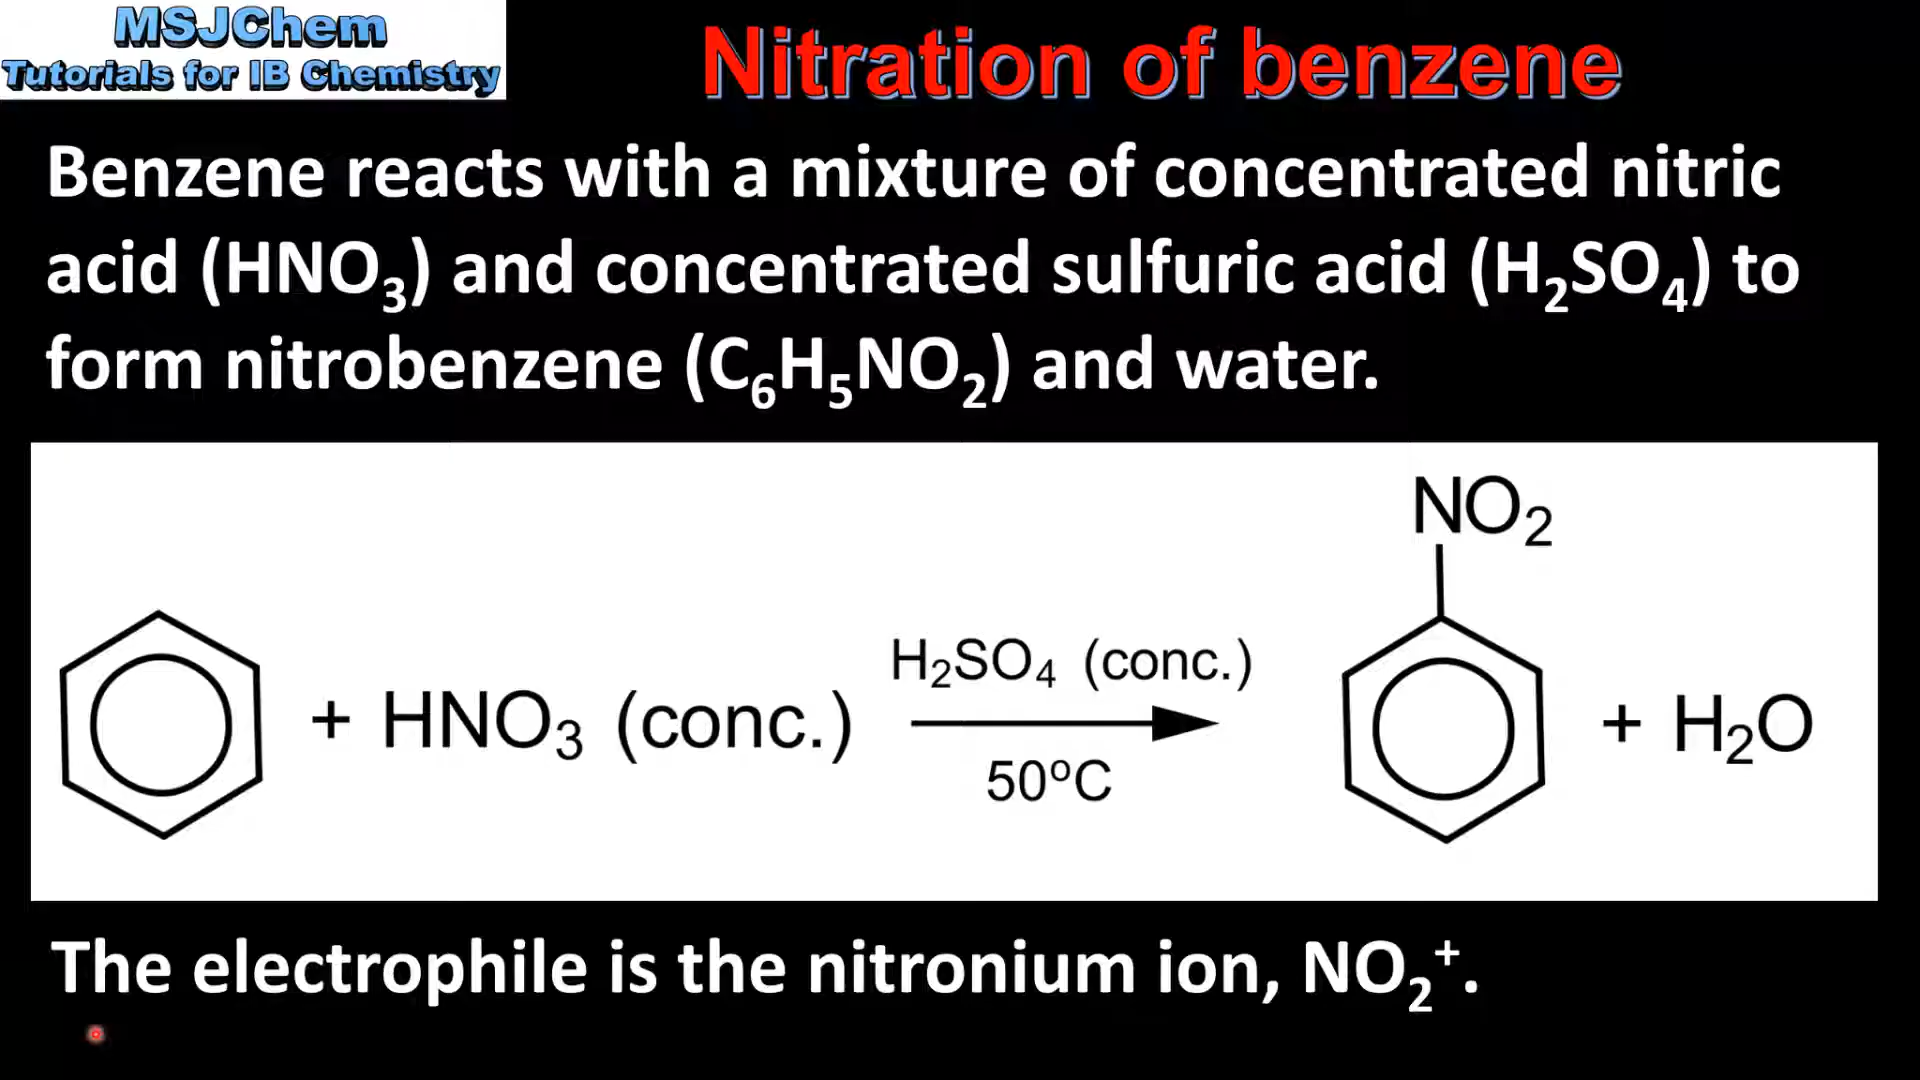 MSJChem
Tutorials for IB Chemistry
Nitration of benzene
Benzene reacts with a mixture of concentrated nitric
acid (HNO₃) and concentrated sulfuric acid (H₂SO₄) to
form nitrobenzene (C₆H₅NO₂) and water.
NO₂
H₂SO₄ (conc.)
+ HNO₃ (conc.)
+ H₂O
50°C
The electrophile is the nitronium ion, NO₂⁺.